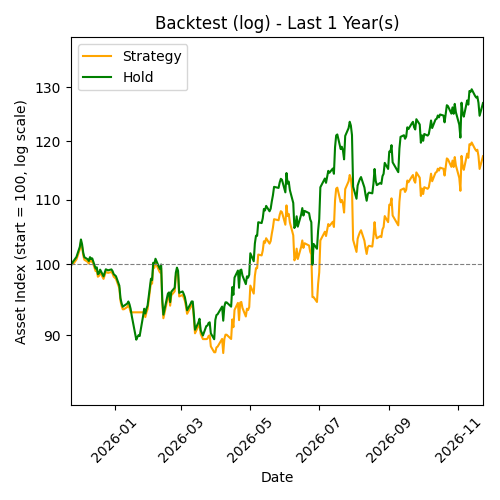 Backtest (log) - Last 1 Year(s)
Strategy
Hold
Asset Index (start = 100, log scale)
130
120
110
100
90
2026-01
2026-03
2026-05
2026-07
2026-09
2026-11
Date